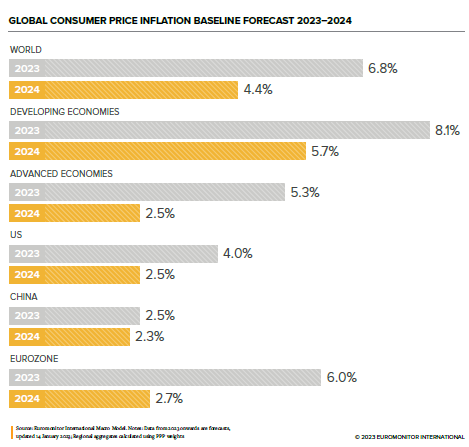 GLOBAL CONSUMER PRICE INFLATION BASELINE FORECAST 2023–2024
WORLD
2023 6.8%
2024 4.4%
DEVELOPING ECONOMIES
2023 8.1%
2024 5.7%
ADVANCED ECONOMIES
2023 5.3%
2024 2.5%
US
2023 4.0%
2024 2.5%
CHINA
2023 2.5%
2024 2.3%
EUROZONE
2023 6.0%
2024 2.7%
Source: Euromonitor International Macro Model. Notes: Data from 2023 onwards are forecasts,
updated 14 January 2023; Regional aggregates calculated using PPP weights
© 2023 EUROMONITOR INTERNATIONAL